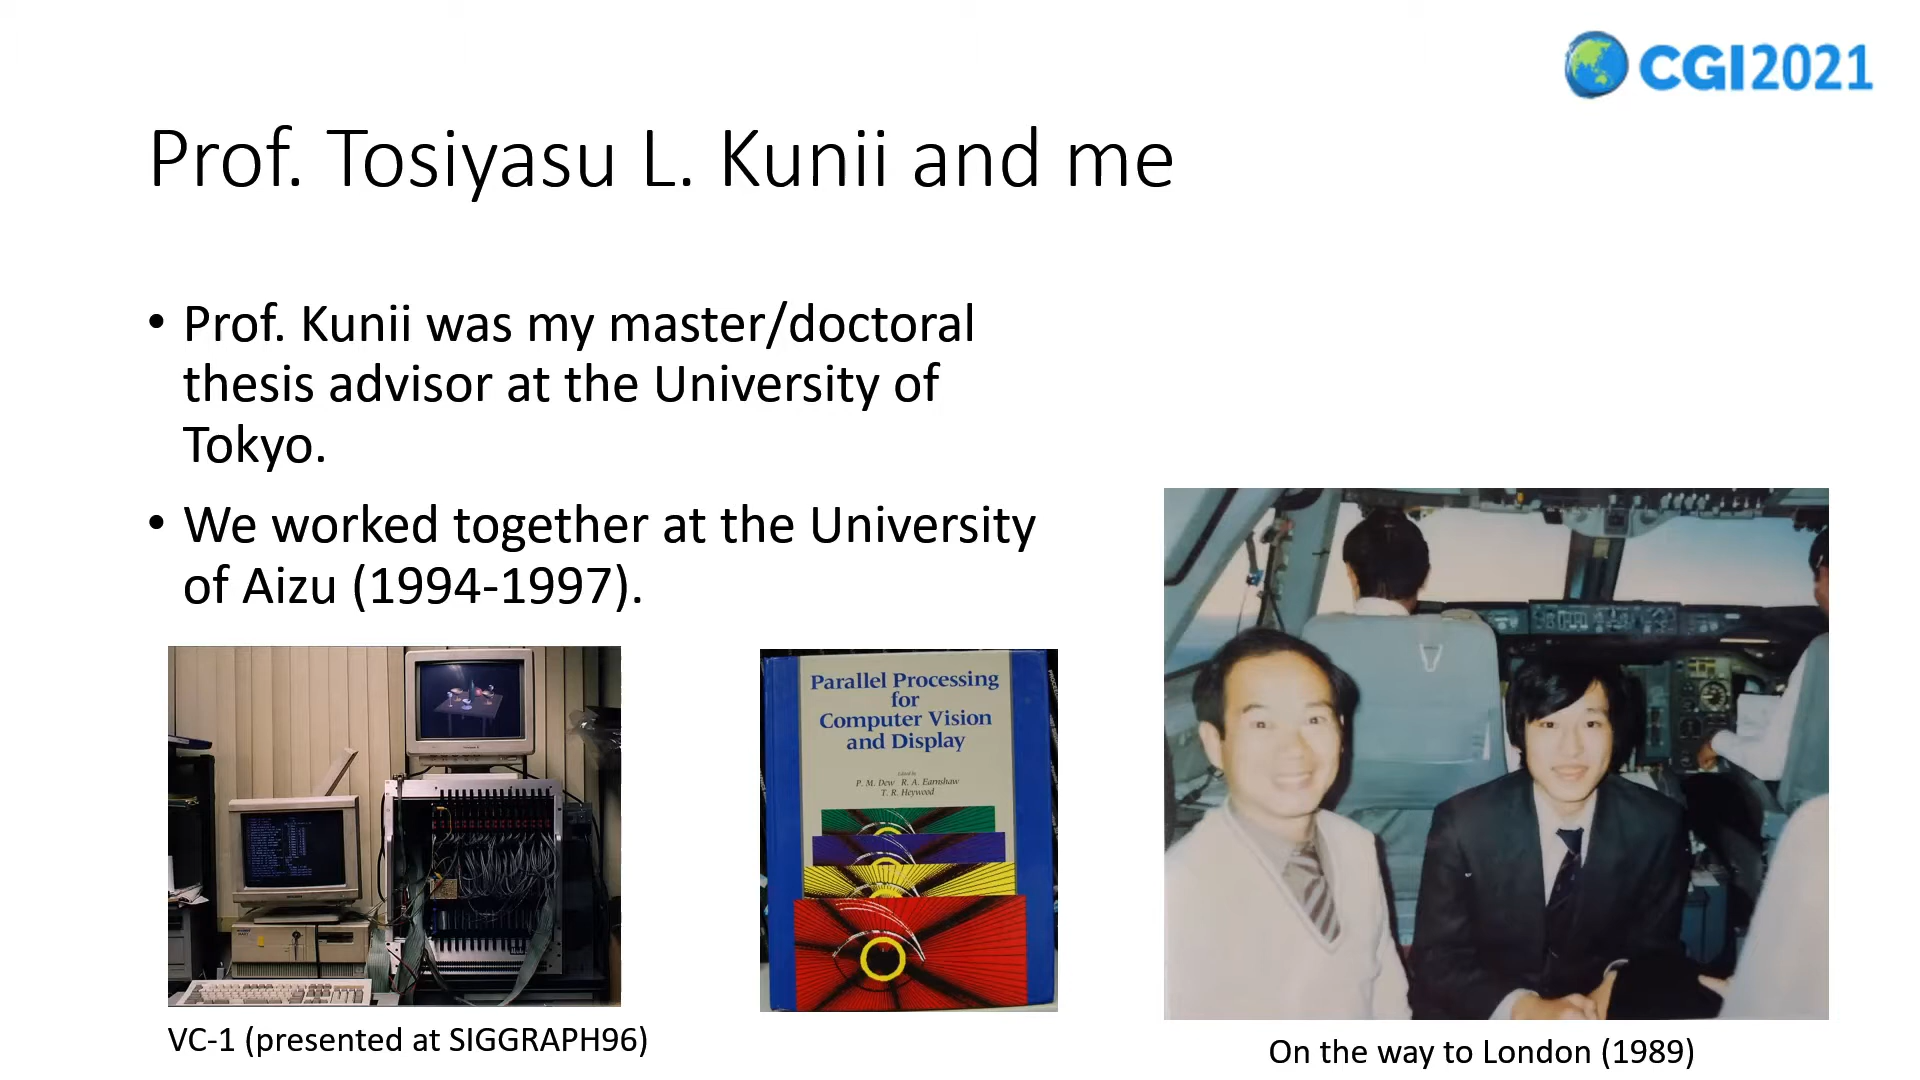 CGI2021
Prof. Tosiyasu L. Kunii and me
• Prof. Kunii was my master/doctoral
thesis advisor at the University of
Tokyo.
• We worked together at the University
of Aizu (1994-1997).
Parallel Processing
for
Computer Vision
and Display
Edited by
P. M. Dew R. A. Earnshaw
T. R. Heywood
VC-1 (presented at SIGGRAPH96)
On the way to London (1989)